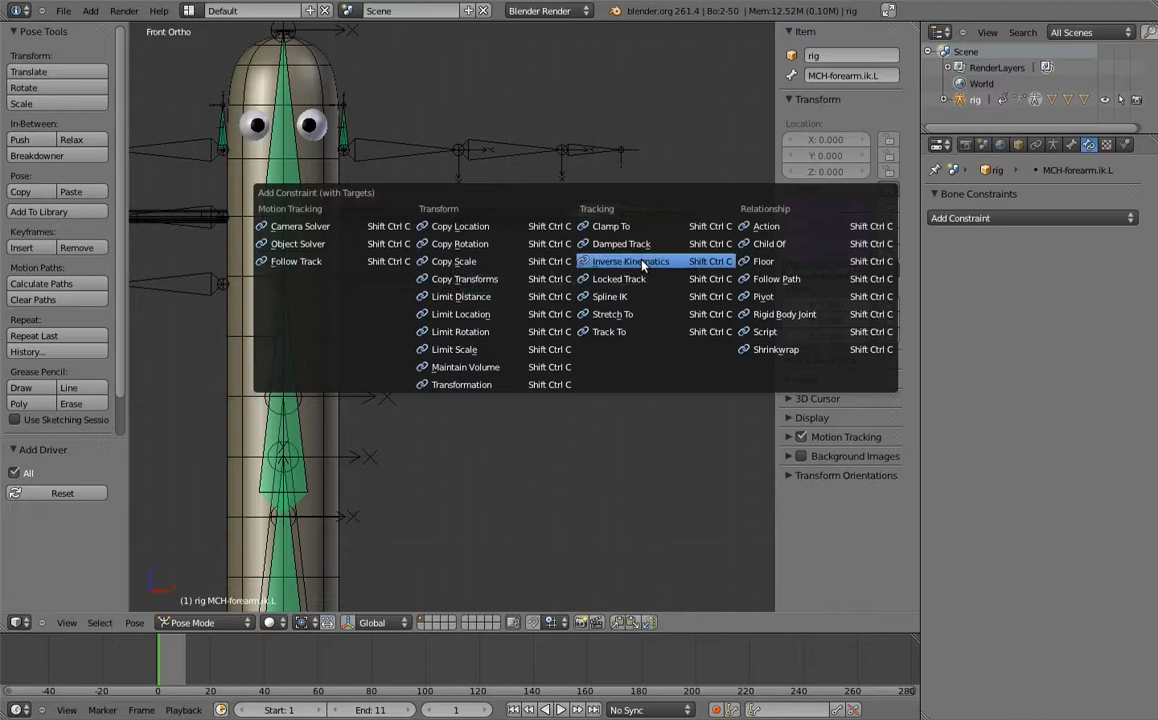 File Add Render Help Default Scene Blender Render blender.org 261.4 | Bo:2-50 | Mem:12.52M (0.10M) | rig
Pose Tools
Transform:
Translate
Rotate
Scale
In-Between:
Push Relax
Breakdowner
Pose:
Copy Paste
Add To Library
Keyframes:
Insert Remove
Motion Paths:
Calculate Paths
Clear Paths
Repeat:
Repeat Last
History...
Grease Pencil:
Draw Line
Poly Erase
Use Sketching Sessio
Add Driver
All
Reset
Front Ortho
Add Constraint (with Targets)
Motion Tracking
Camera Solver Shift Ctrl C
Object Solver Shift Ctrl C
Follow Track Shift Ctrl C
Transform
Copy Location Shift Ctrl C
Copy Rotation Shift Ctrl C
Copy Scale Shift Ctrl C
Copy Transforms Shift Ctrl C
Limit Distance Shift Ctrl C
Limit Location Shift Ctrl C
Limit Rotation Shift Ctrl C
Limit Scale Shift Ctrl C
Maintain Volume Shift Ctrl C
Transformation Shift Ctrl C
Tracking
Clamp To Shift Ctrl C
Damped Track Shift Ctrl C
Inverse Kinematics Shift Ctrl C
Locked Track Shift Ctrl C
Spline IK Shift Ctrl C
Stretch To Shift Ctrl C
Track To Shift Ctrl C
Relationship
Action Shift Ctrl C
Child Of Shift Ctrl C
Floor Shift Ctrl C
Follow Path Shift Ctrl C
Pivot Shift Ctrl C
Rigid Body Joint Shift Ctrl C
Script Shift Ctrl C
Shrinkwrap Shift Ctrl C
(1) rig MCH-forearm.ik.L
View Select Pose Pose Mode Global
Item
rig
MCH-forearm.ik.L
Transform
Location:
X: 0.000
Y: 0.000
Z: 0.000
3D Cursor
Display
Motion Tracking
Background Images
Transform Orientations
View Search All Scenes
Scene
RenderLayers
World
rig
rig MCH-forearm.ik.L
Bone Constraints
Add Constraint
-40 -20 0 20 40 60 80 100 120 140 160 180 200 220 240 260 280
View Marker Frame Playback Start: 1 End: 11 1 No Sync